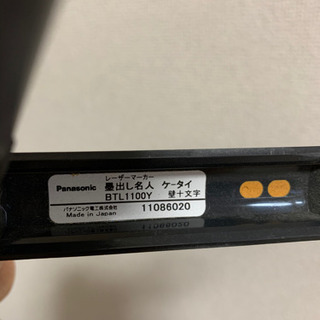 レーザーマーカー
Panasonic 墨出し名人 ケータイ
BTL1100Y 壁十文字
パナソニック電工株式会社
Made in Japan 11086020